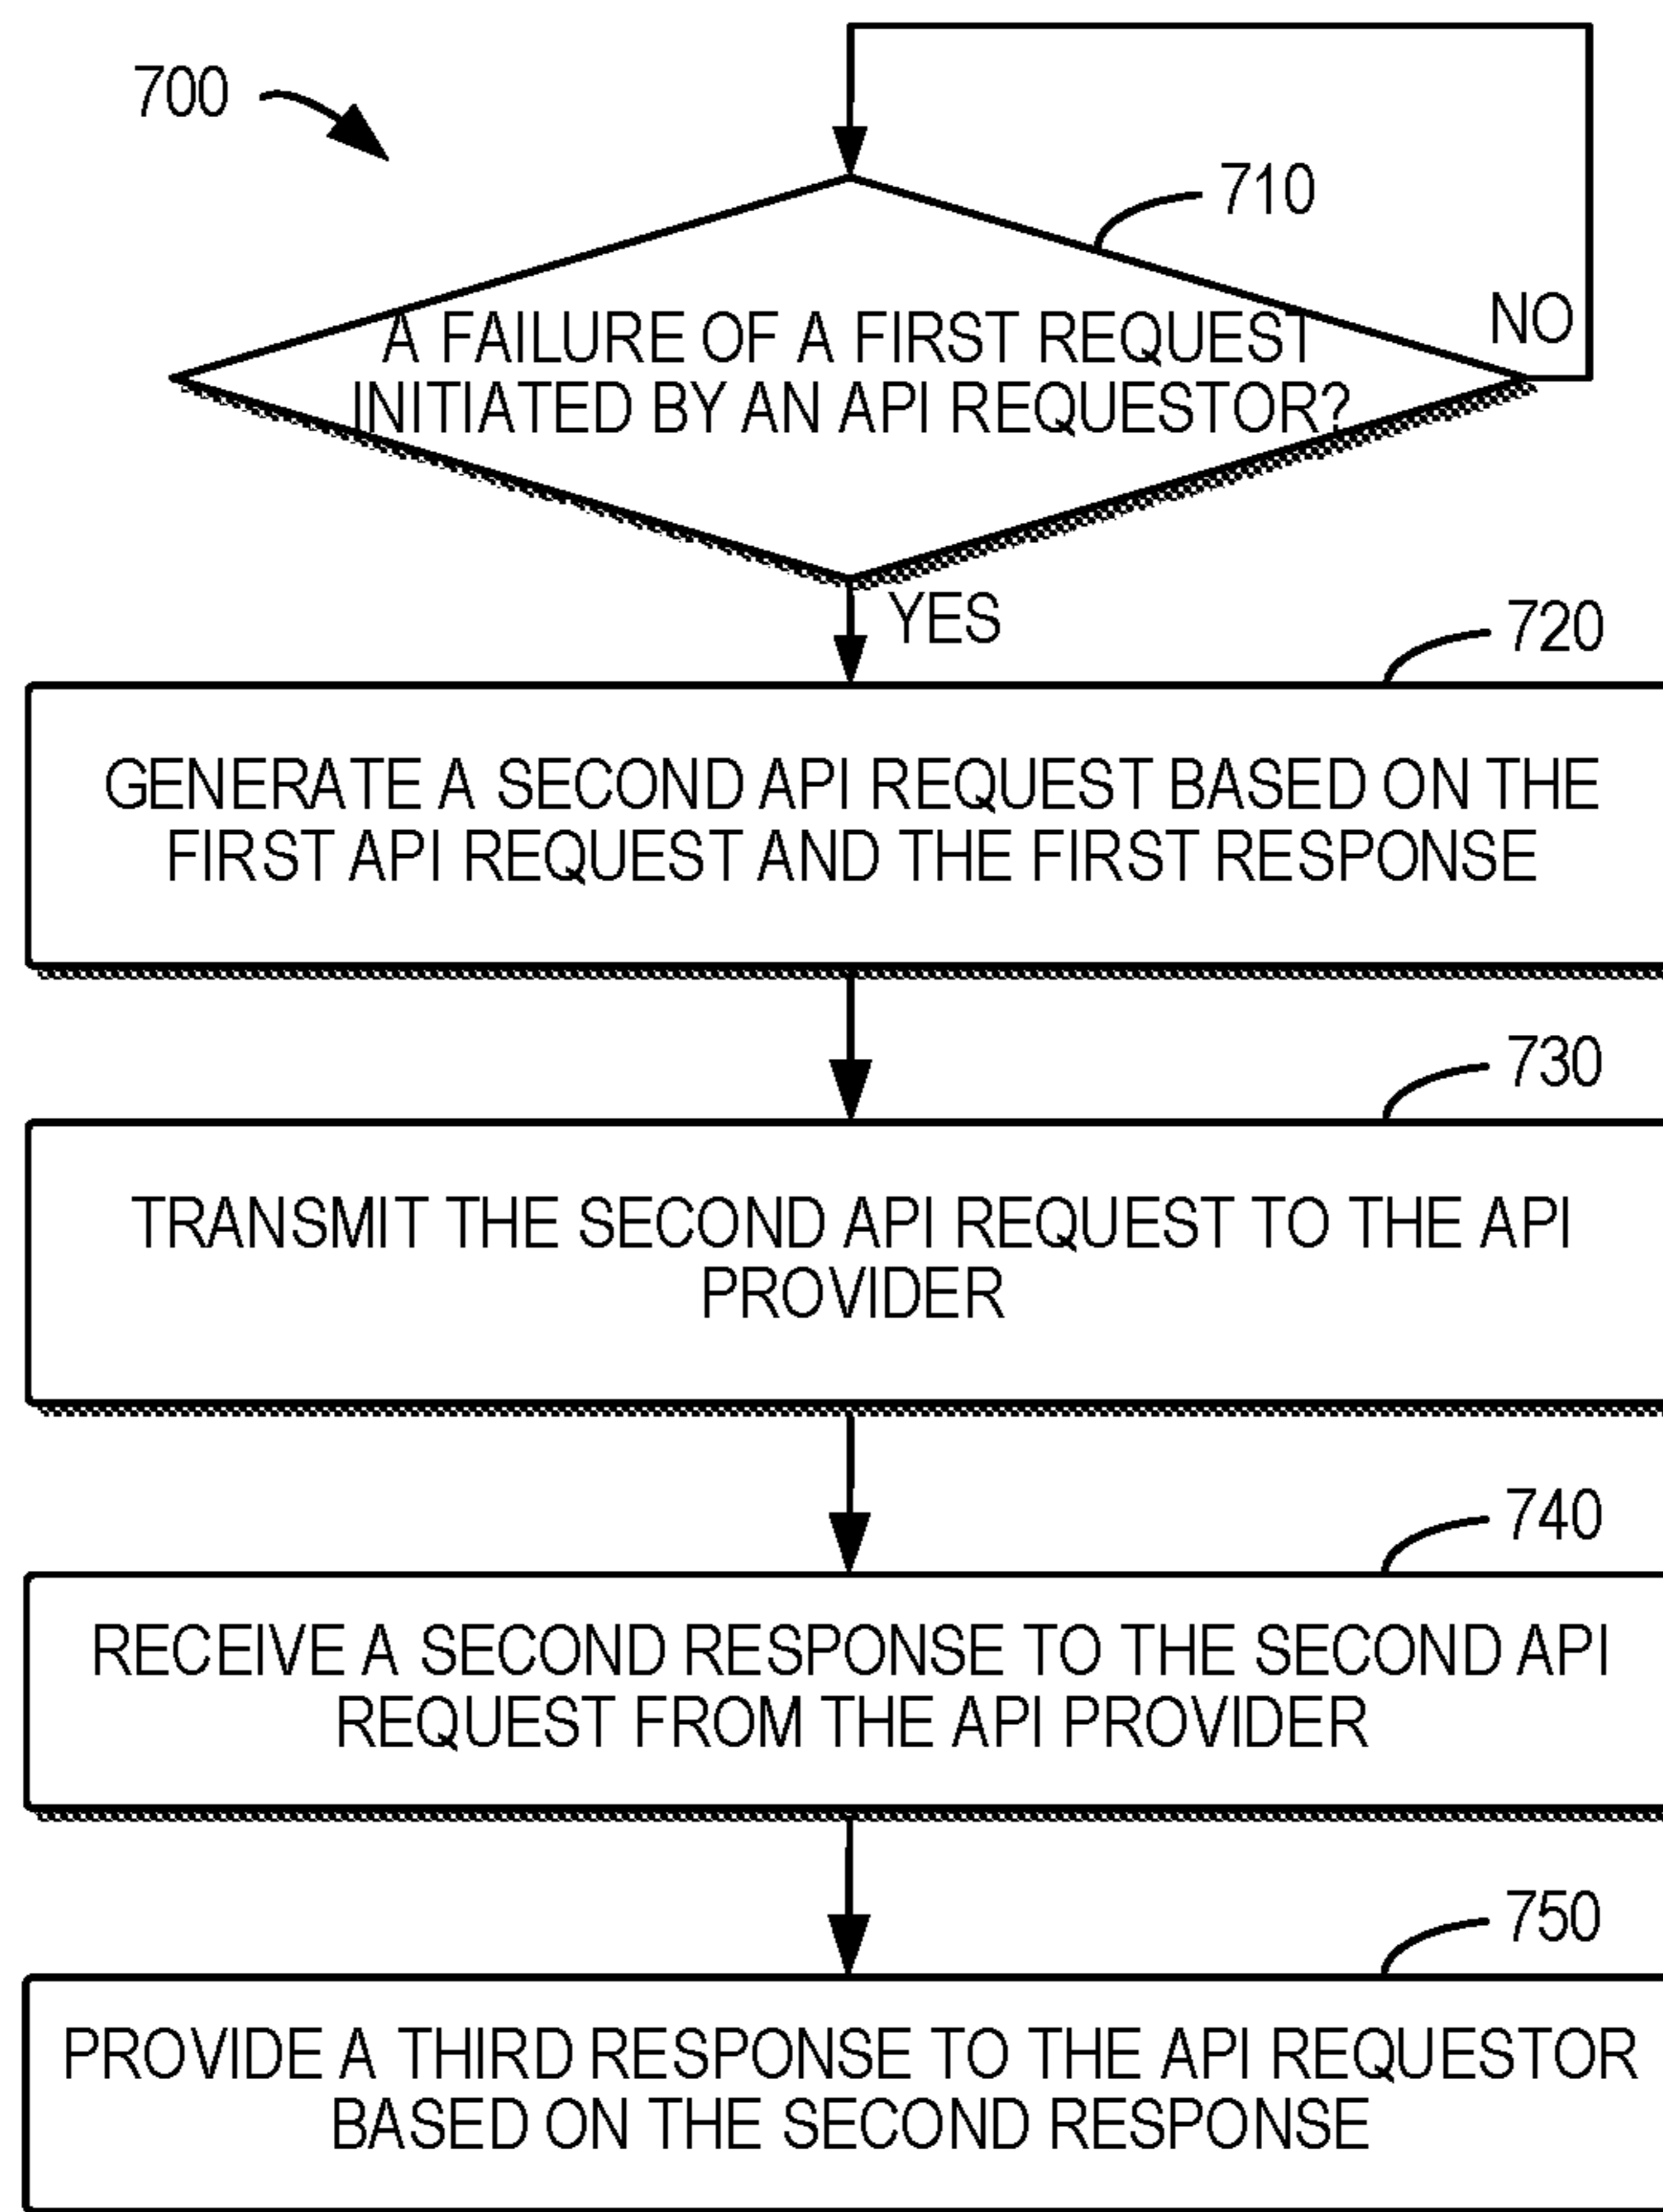 700
710
A FAILURE OF A FIRST REQUEST
INITIATED BY AN API REQUESTOR?
NO
YES
720
GENERATE A SECOND API REQUEST BASED ON THE
FIRST API REQUEST AND THE FIRST RESPONSE
730
TRANSMIT THE SECOND API REQUEST TO THE API
PROVIDER
740
RECEIVE A SECOND RESPONSE TO THE SECOND API
REQUEST FROM THE API PROVIDER
750
PROVIDE A THIRD RESPONSE TO THE API REQUESTOR
BASED ON THE SECOND RESPONSE